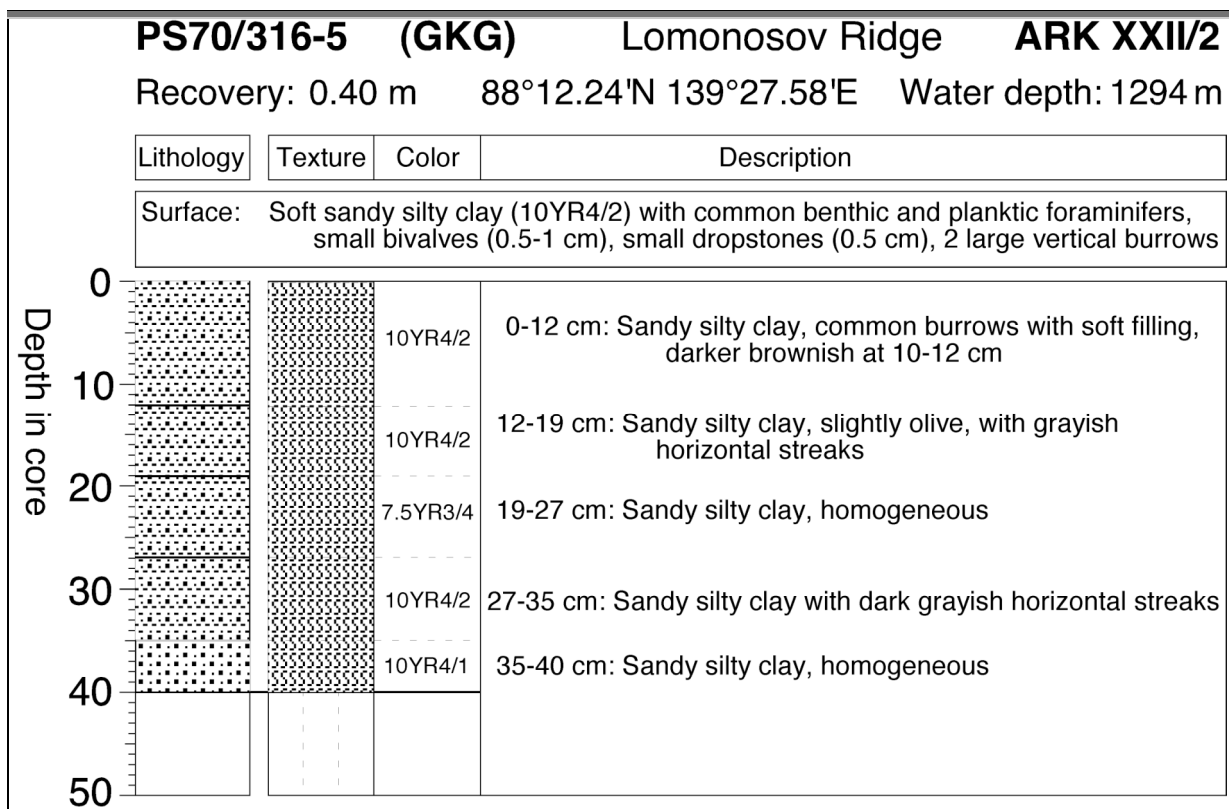 PS70/316-5 (GKG) Lomonosov Ridge ARK XXII/2
Recovery: 0.40 m 88°12.24'N 139°27.58'E Water depth: 1294 m
Lithology Texture Color Description
Surface: Soft sandy silty clay (10YR4/2) with common benthic and planktic foraminifers,
small bivalves (0.5-1 cm), small dropstones (0.5 cm), 2 large vertical burrows
Depth in core
0
10YR4/2 0-12 cm: Sandy silty clay, common burrows with soft filling,
darker brownish at 10-12 cm
10
10YR4/2 12-19 cm: Sandy silty clay, slightly olive, with grayish
horizontal streaks
20
7.5YR3/4 19-27 cm: Sandy silty clay, homogeneous
30 10YR4/2 27-35 cm: Sandy silty clay with dark grayish horizontal streaks
10YR4/1 35-40 cm: Sandy silty clay, homogeneous
40
50